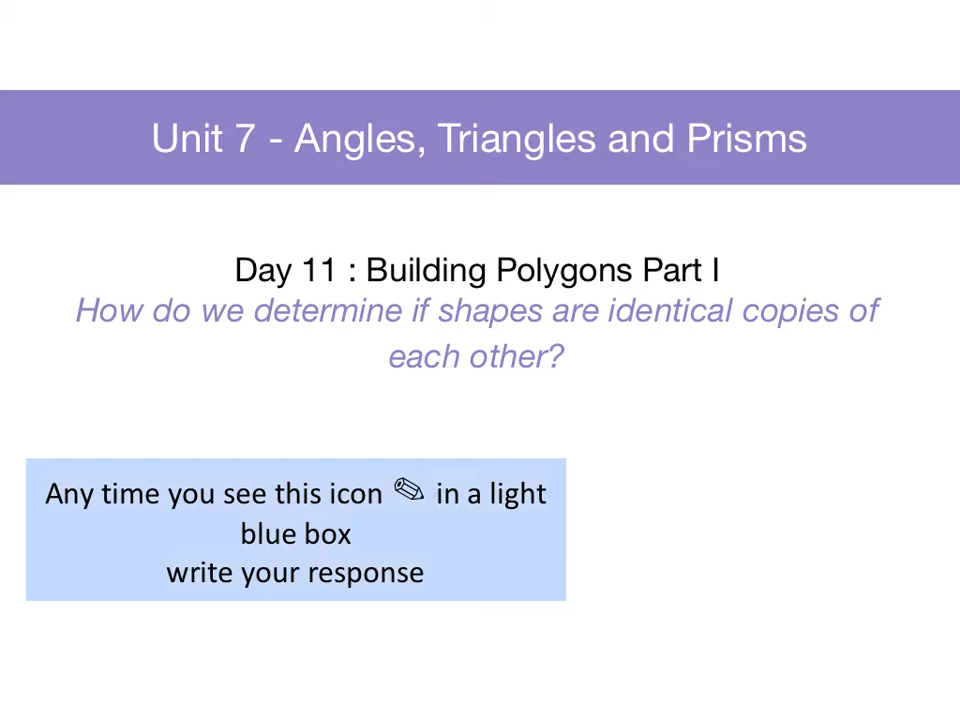 Unit 7 - Angles, Triangles and Prisms
Day 11 : Building Polygons Part I
How do we determine if shapes are identical copies of
each other?
Any time you see this icon ✎ in a light
blue box
write your response